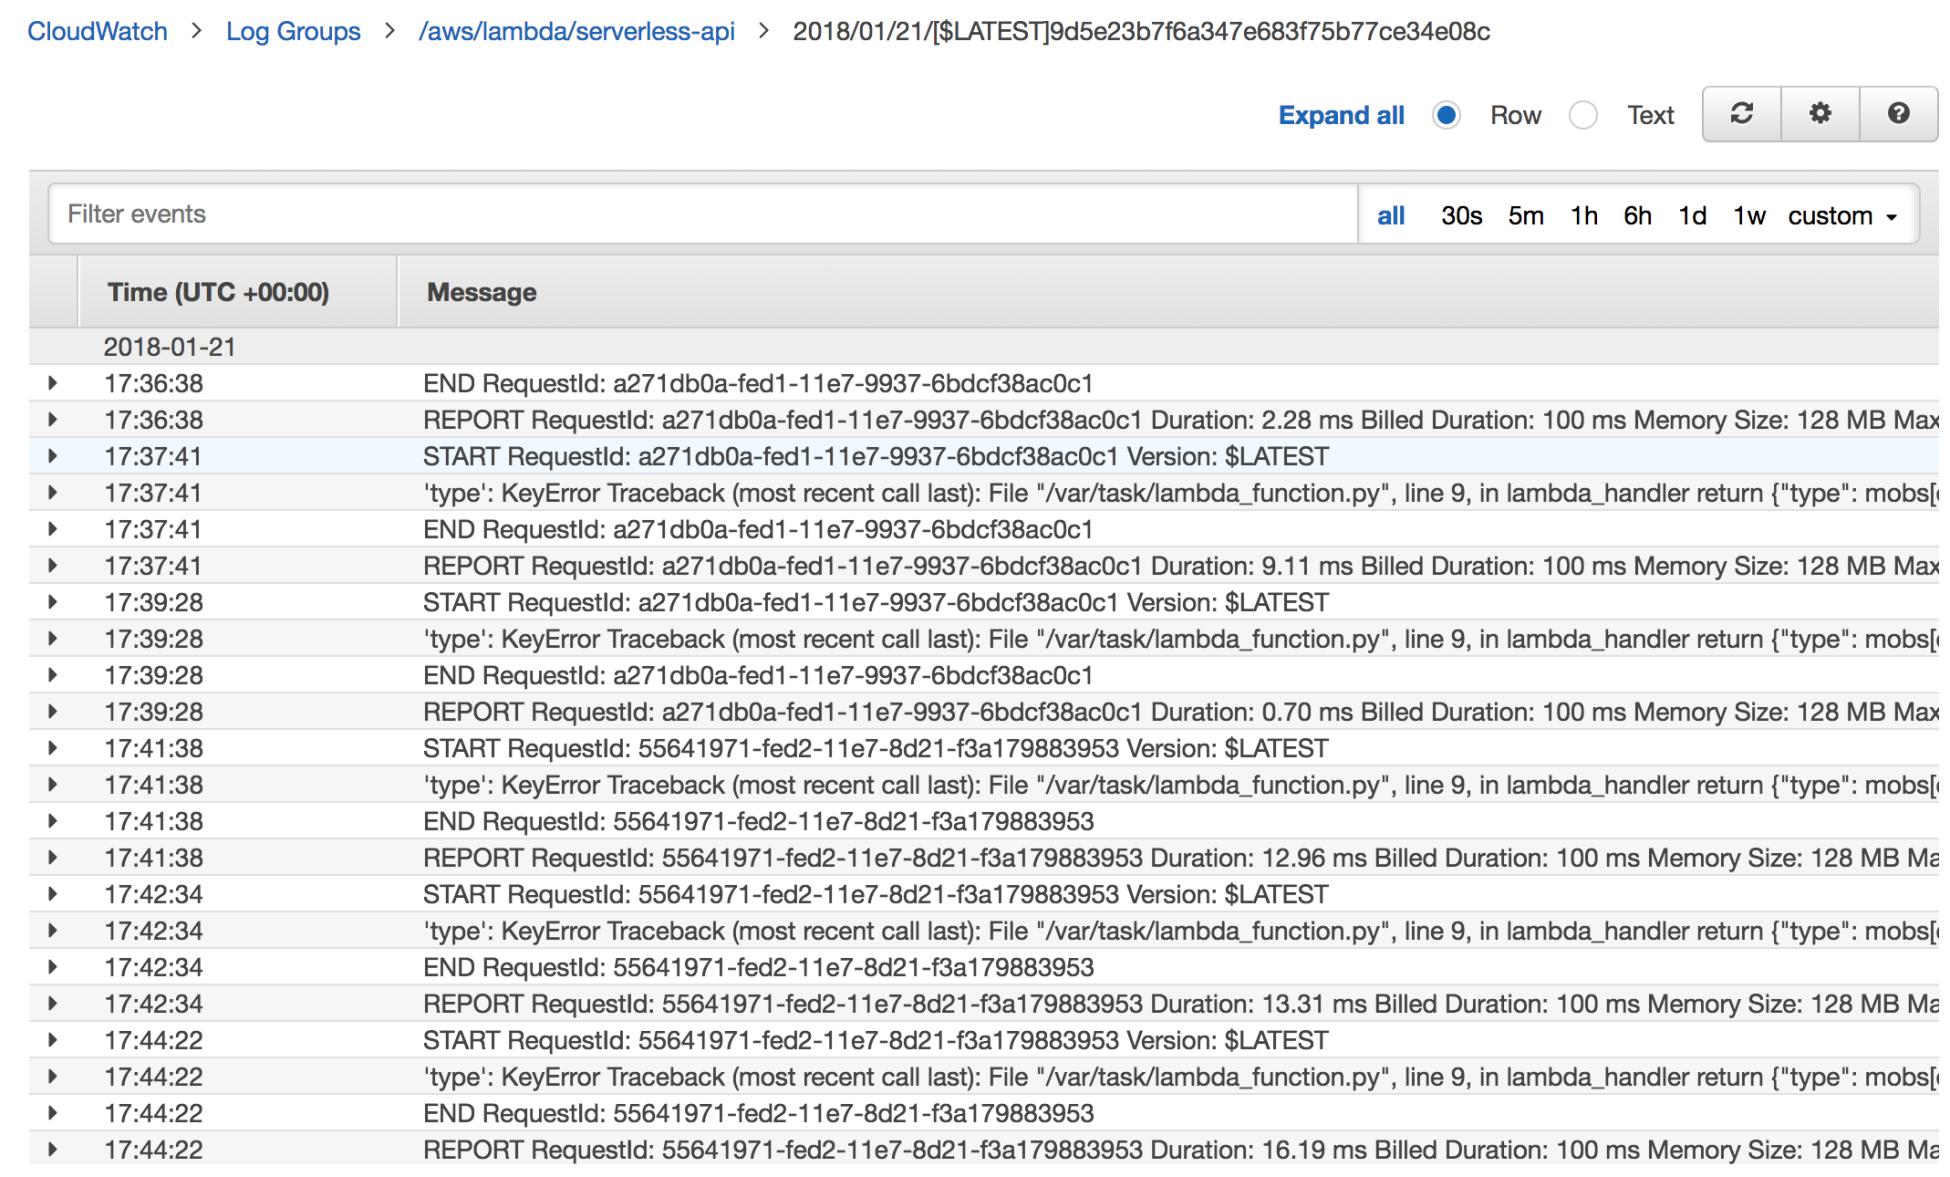 CloudWatch > Log Groups > /aws/lambda/serverless-api > 2018/01/21/[$LATEST]9d5e23b7f6a347e683f75b77ce34e08c
Expand all Row Text
Filter events all 30s 5m 1h 6h 1d 1w custom
Time (UTC +00:00) Message
2018-01-21
17:36:38 END RequestId: a271db0a-fed1-11e7-9937-6bdcf38ac0c1
17:36:38 REPORT RequestId: a271db0a-fed1-11e7-9937-6bdcf38ac0c1 Duration: 2.28 ms Billed Duration: 100 ms Memory Size: 128 MB Max
17:37:41 START RequestId: a271db0a-fed1-11e7-9937-6bdcf38ac0c1 Version: $LATEST
17:37:41 'type': KeyError Traceback (most recent call last): File "/var/task/lambda_function.py", line 9, in lambda_handler return {"type": mobs[
17:37:41 END RequestId: a271db0a-fed1-11e7-9937-6bdcf38ac0c1
17:37:41 REPORT RequestId: a271db0a-fed1-11e7-9937-6bdcf38ac0c1 Duration: 9.11 ms Billed Duration: 100 ms Memory Size: 128 MB Max
17:39:28 START RequestId: a271db0a-fed1-11e7-9937-6bdcf38ac0c1 Version: $LATEST
17:39:28 'type': KeyError Traceback (most recent call last): File "/var/task/lambda_function.py", line 9, in lambda_handler return {"type": mobs[
17:39:28 END RequestId: a271db0a-fed1-11e7-9937-6bdcf38ac0c1
17:39:28 REPORT RequestId: a271db0a-fed1-11e7-9937-6bdcf38ac0c1 Duration: 0.70 ms Billed Duration: 100 ms Memory Size: 128 MB Max
17:41:38 START RequestId: 55641971-fed2-11e7-8d21-f3a179883953 Version: $LATEST
17:41:38 'type': KeyError Traceback (most recent call last): File "/var/task/lambda_function.py", line 9, in lambda_handler return {"type": mobs[
17:41:38 END RequestId: 55641971-fed2-11e7-8d21-f3a179883953
17:41:38 REPORT RequestId: 55641971-fed2-11e7-8d21-f3a179883953 Duration: 12.96 ms Billed Duration: 100 ms Memory Size: 128 MB Ma
17:42:34 START RequestId: 55641971-fed2-11e7-8d21-f3a179883953 Version: $LATEST
17:42:34 'type': KeyError Traceback (most recent call last): File "/var/task/lambda_function.py", line 9, in lambda_handler return {"type": mobs[
17:42:34 END RequestId: 55641971-fed2-11e7-8d21-f3a179883953
17:42:34 REPORT RequestId: 55641971-fed2-11e7-8d21-f3a179883953 Duration: 13.31 ms Billed Duration: 100 ms Memory Size: 128 MB Ma
17:44:22 START RequestId: 55641971-fed2-11e7-8d21-f3a179883953 Version: $LATEST
17:44:22 'type': KeyError Traceback (most recent call last): File "/var/task/lambda_function.py", line 9, in lambda_handler return {"type": mobs[
17:44:22 END RequestId: 55641971-fed2-11e7-8d21-f3a179883953
17:44:22 REPORT RequestId: 55641971-fed2-11e7-8d21-f3a179883953 Duration: 16.19 ms Billed Duration: 100 ms Memory Size: 128 MB Ma